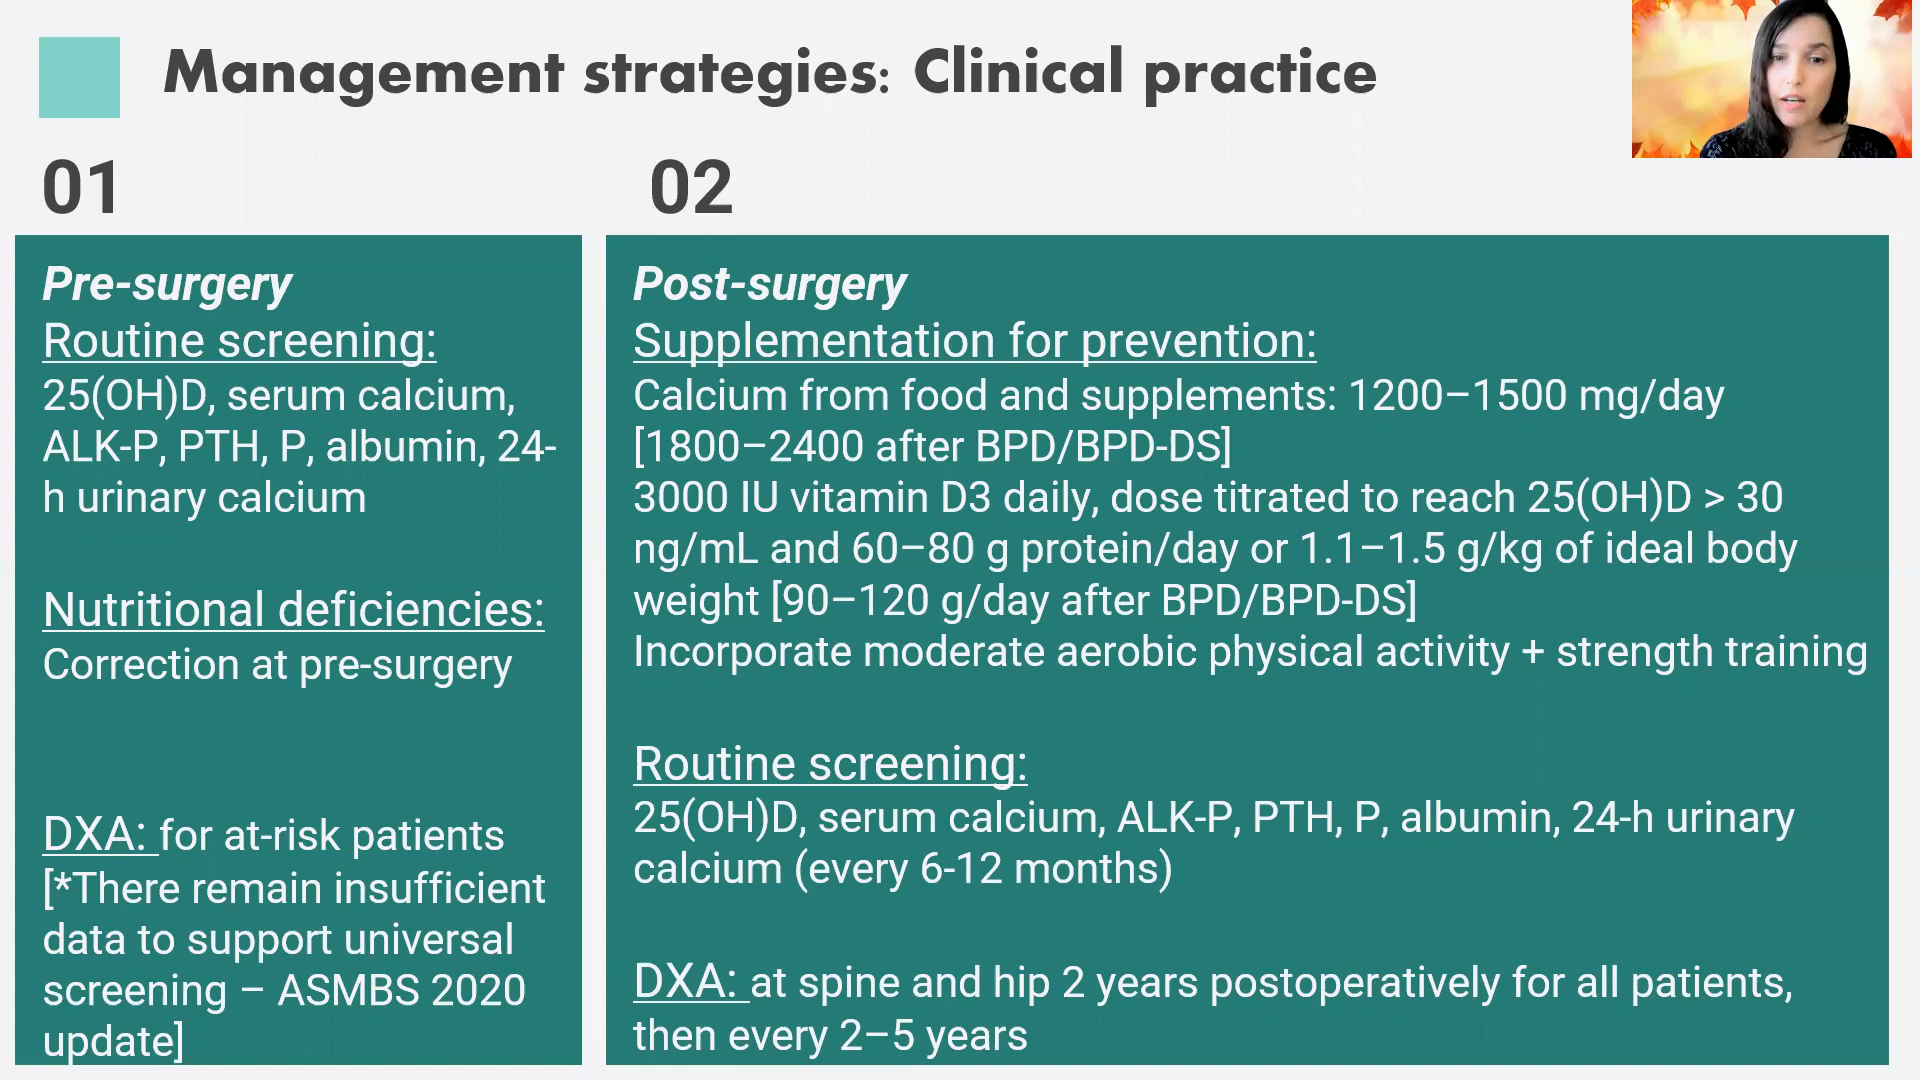 Management strategies: Clinical practice
01
Pre-surgery
Routine screening:
25(OH)D, serum calcium,
ALK-P, PTH, P, albumin, 24-
h urinary calcium
Nutritional deficiencies:
Correction at pre-surgery
DXA: for at-risk patients
[*There remain insufficient
data to support universal
screening – ASMBS 2020
update]
02
Post-surgery
Supplementation for prevention:
Calcium from food and supplements: 1200–1500 mg/day
[1800–2400 after BPD/BPD-DS]
3000 IU vitamin D3 daily, dose titrated to reach 25(OH)D > 30
ng/mL and 60–80 g protein/day or 1.1–1.5 g/kg of ideal body
weight [90–120 g/day after BPD/BPD-DS]
Incorporate moderate aerobic physical activity + strength training
Routine screening:
25(OH)D, serum calcium, ALK-P, PTH, P, albumin, 24-h urinary
calcium (every 6-12 months)
DXA: at spine and hip 2 years postoperatively for all patients,
then every 2–5 years